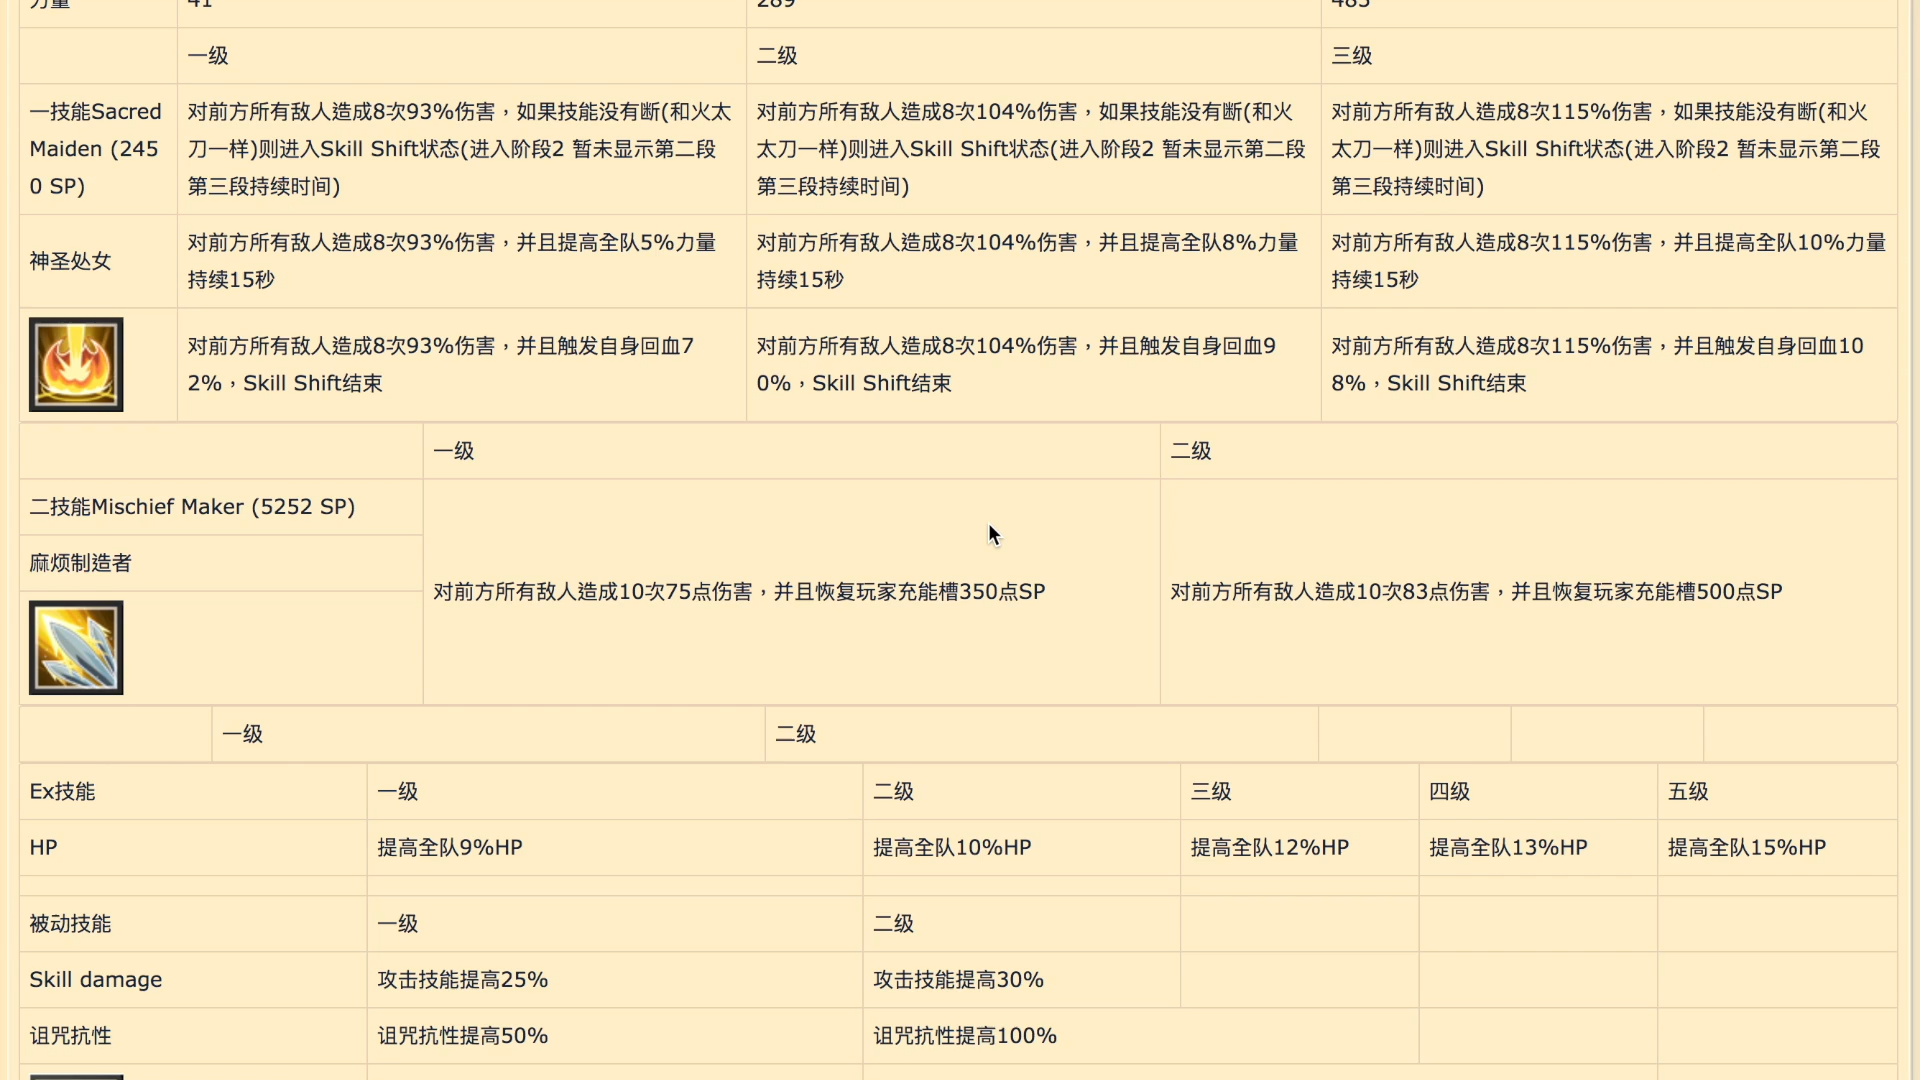 力量 41 289 485
一级 二级 三级
一技能Sacred Maiden (2450 SP)
对前方所有敌人造成8次93%伤害，如果技能没有断(和火太
刀一样)则进入Skill Shift状态(进入阶段2 暂未显示第二段
第三段持续时间)
对前方所有敌人造成8次104%伤害，如果技能没有断(和火
太刀一样)则进入Skill Shift状态(进入阶段2 暂未显示第二段
第三段持续时间)
对前方所有敌人造成8次115%伤害，如果技能没有断(和火
太刀一样)则进入Skill Shift状态(进入阶段2 暂未显示第二段
第三段持续时间)
神圣处女
对前方所有敌人造成8次93%伤害，并且提高全队5%力量
持续15秒
对前方所有敌人造成8次104%伤害，并且提高全队8%力量
持续15秒
对前方所有敌人造成8次115%伤害，并且提高全队10%力量
持续15秒
对前方所有敌人造成8次93%伤害，并且触发自身回血7
2%，Skill Shift结束
对前方所有敌人造成8次104%伤害，并且触发自身回血9
0%，Skill Shift结束
对前方所有敌人造成8次115%伤害，并且触发自身回血10
8%，Skill Shift结束
一级 二级
二技能Mischief Maker (5252 SP)
麻烦制造者
对前方所有敌人造成10次75点伤害，并且恢复玩家充能槽350点SP
对前方所有敌人造成10次83点伤害，并且恢复玩家充能槽500点SP
一级 二级
Ex技能 一级 二级 三级 四级 五级
HP 提高全队9%HP 提高全队10%HP 提高全队12%HP 提高全队13%HP 提高全队15%HP
被动技能 一级 二级
Skill damage 攻击技能提高25% 攻击技能提高30%
诅咒抗性 诅咒抗性提高50% 诅咒抗性提高100%